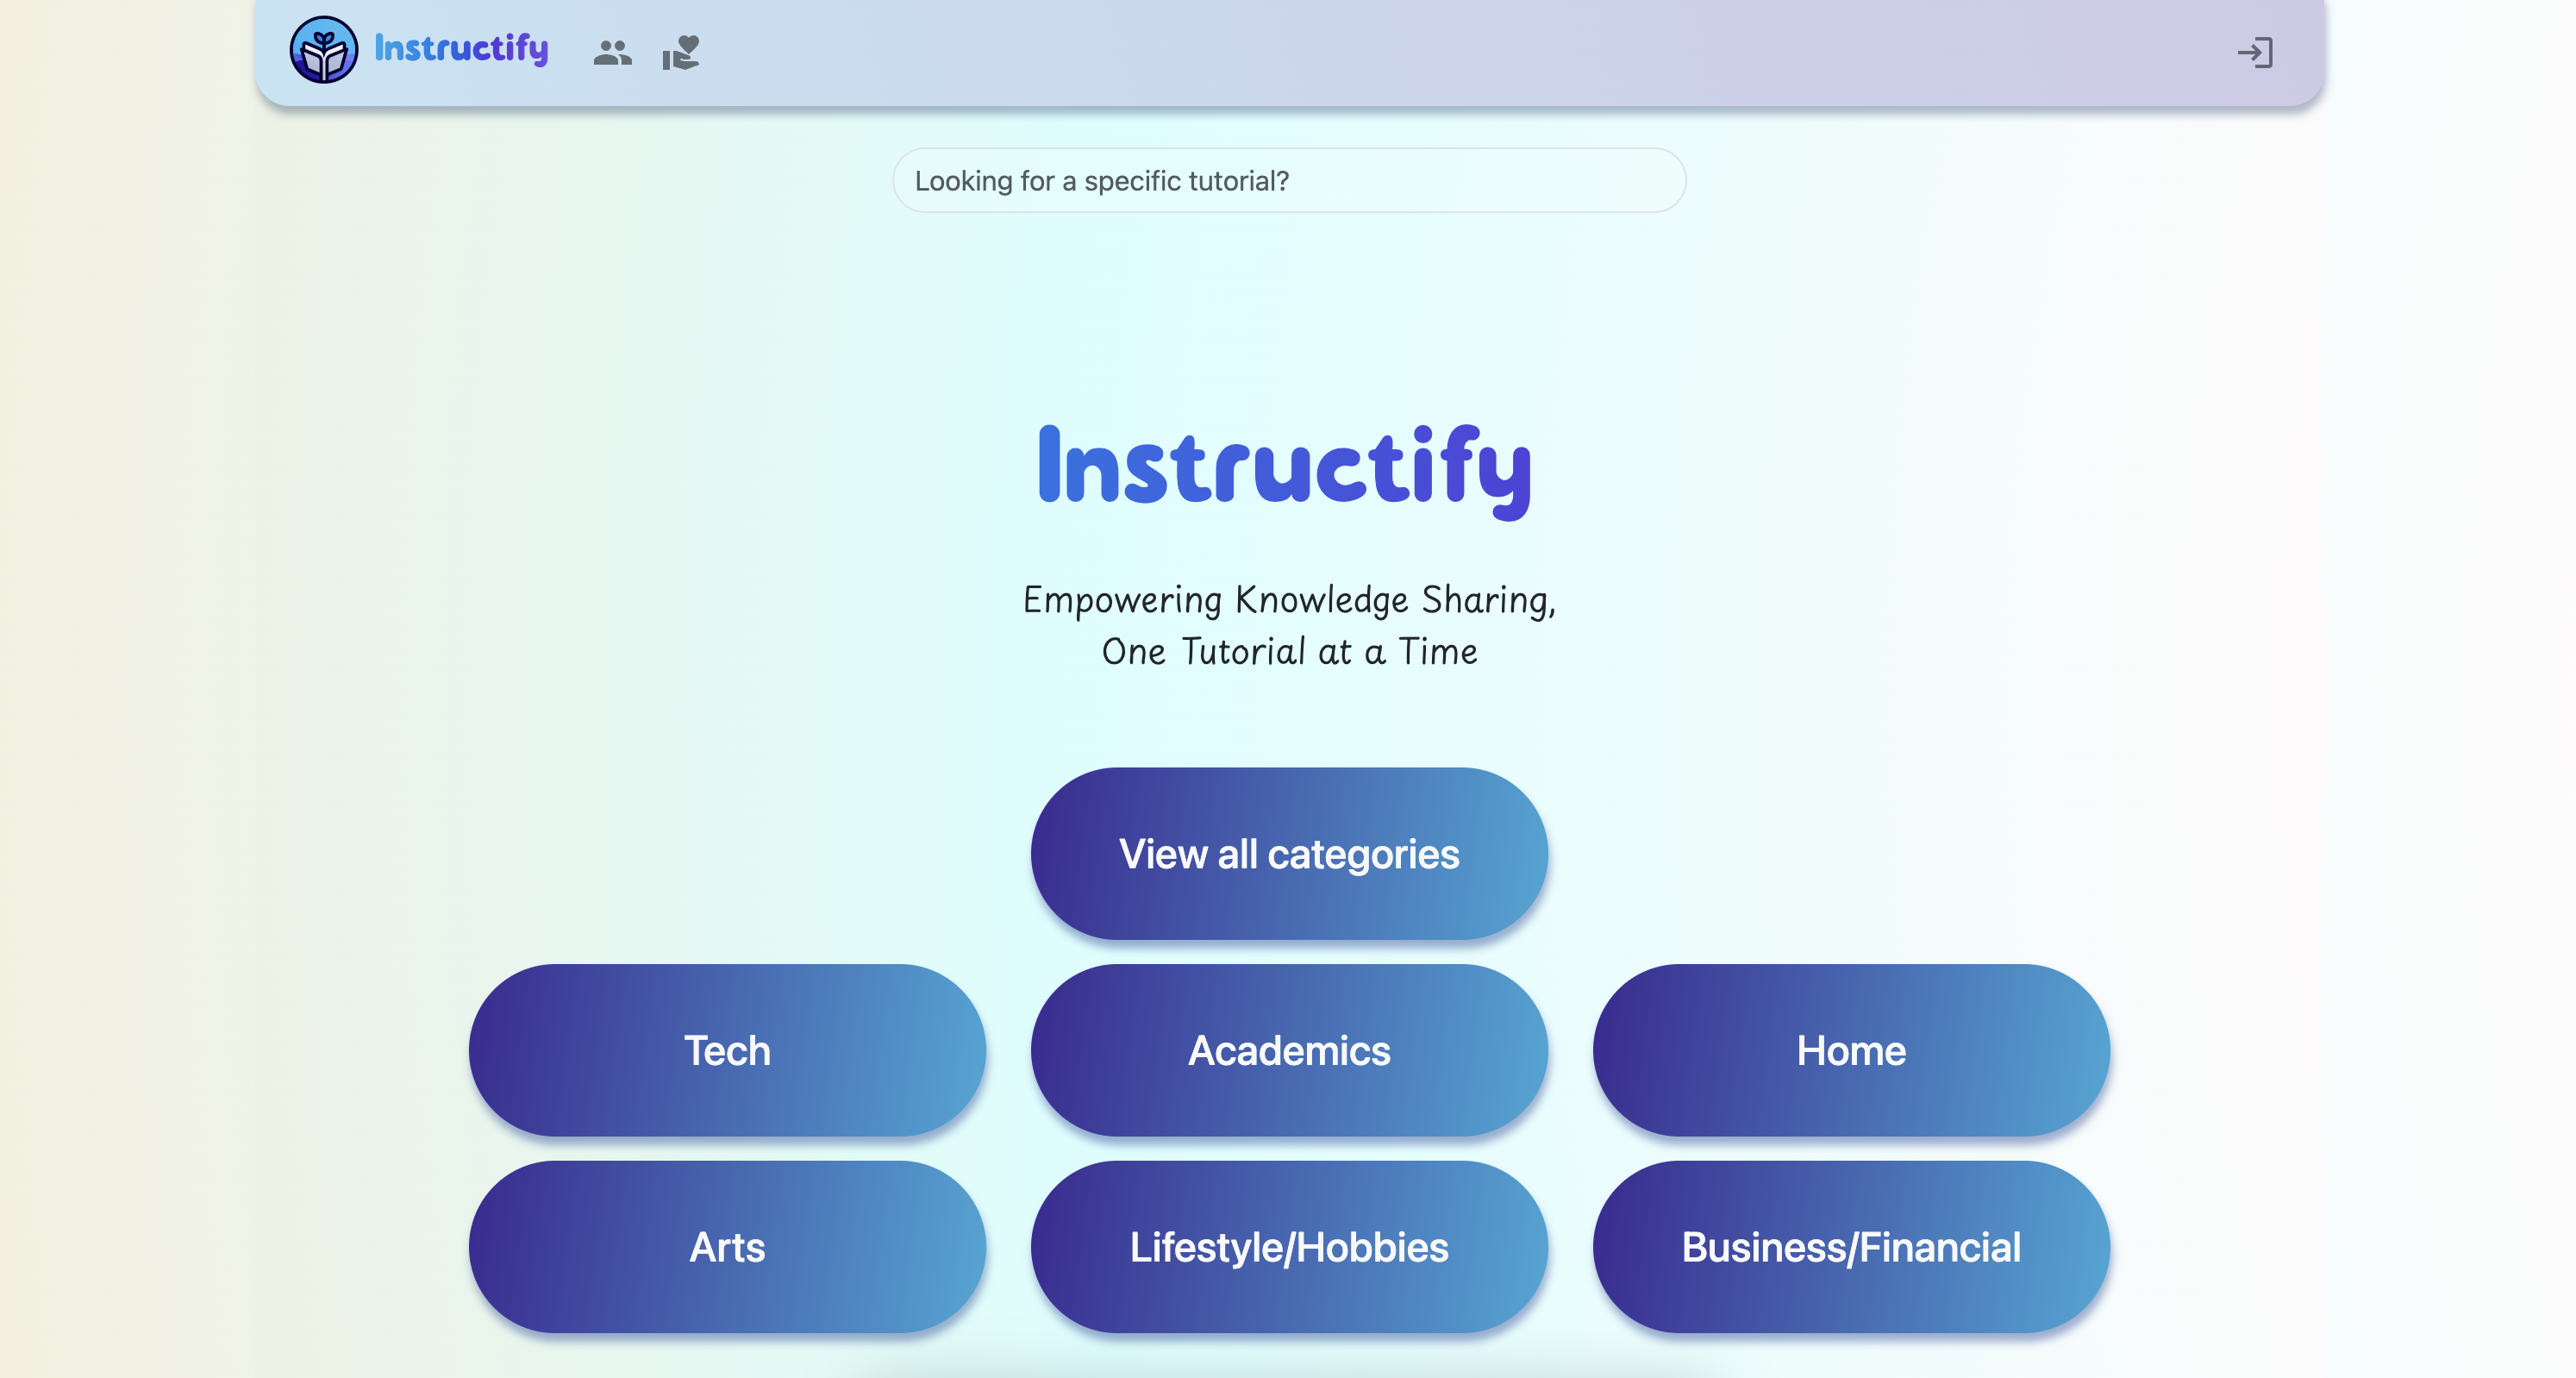 Instructify
Looking for a specific tutorial?
Instructify
Empowering Knowledge Sharing,
One Tutorial at a Time
View all categories
Tech
Academics
Home
Arts
Lifestyle/Hobbies
Business/Financial